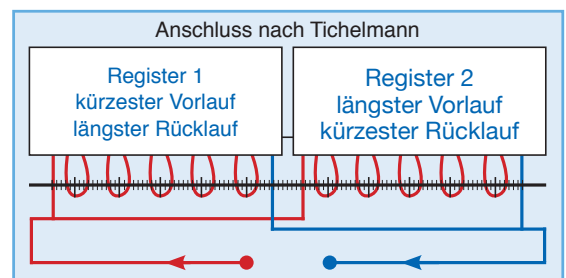 Anschluss nach Tichelmann
Register 1
kürzester Vorlauf
längster Rücklauf
Register 2
längster Vorlauf
kürzester Rücklauf